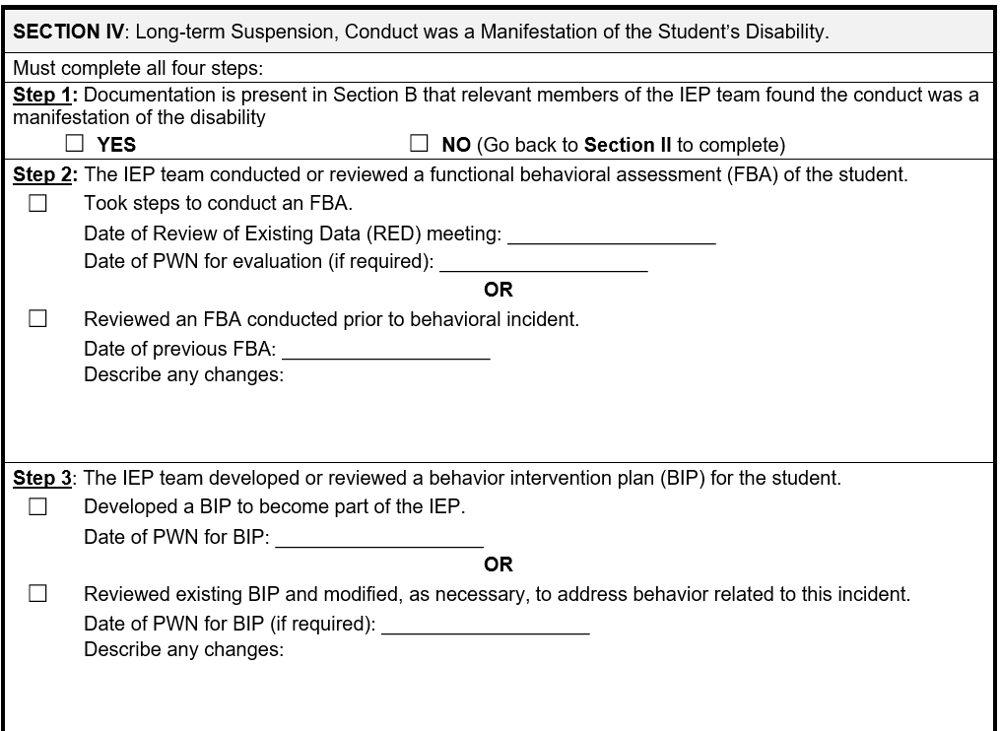 SECTION IV: Long-term Suspension, Conduct was a Manifestation of the Student's Disability.
Must complete all four steps:
Step 1: Documentation is present in Section B that relevant members of the IEP team found the conduct was a
manifestation of the disability
☐ YES ☐ NO (Go back to Section II to complete)
Step 2: The IEP team conducted or reviewed a functional behavioral assessment (FBA) of the student.
☐ Took steps to conduct an FBA.
Date of Review of Existing Data (RED) meeting: ____________________
Date of PWN for evaluation (if required): ____________________
OR
☐ Reviewed an FBA conducted prior to behavioral incident.
Date of previous FBA: ____________________
Describe any changes:
Step 3: The IEP team developed or reviewed a behavior intervention plan (BIP) for the student.
☐ Developed a BIP to become part of the IEP.
Date of PWN for BIP: ____________________
OR
☐ Reviewed existing BIP and modified, as necessary, to address behavior related to this incident.
Date of PWN for BIP (if required): ____________________
Describe any changes: